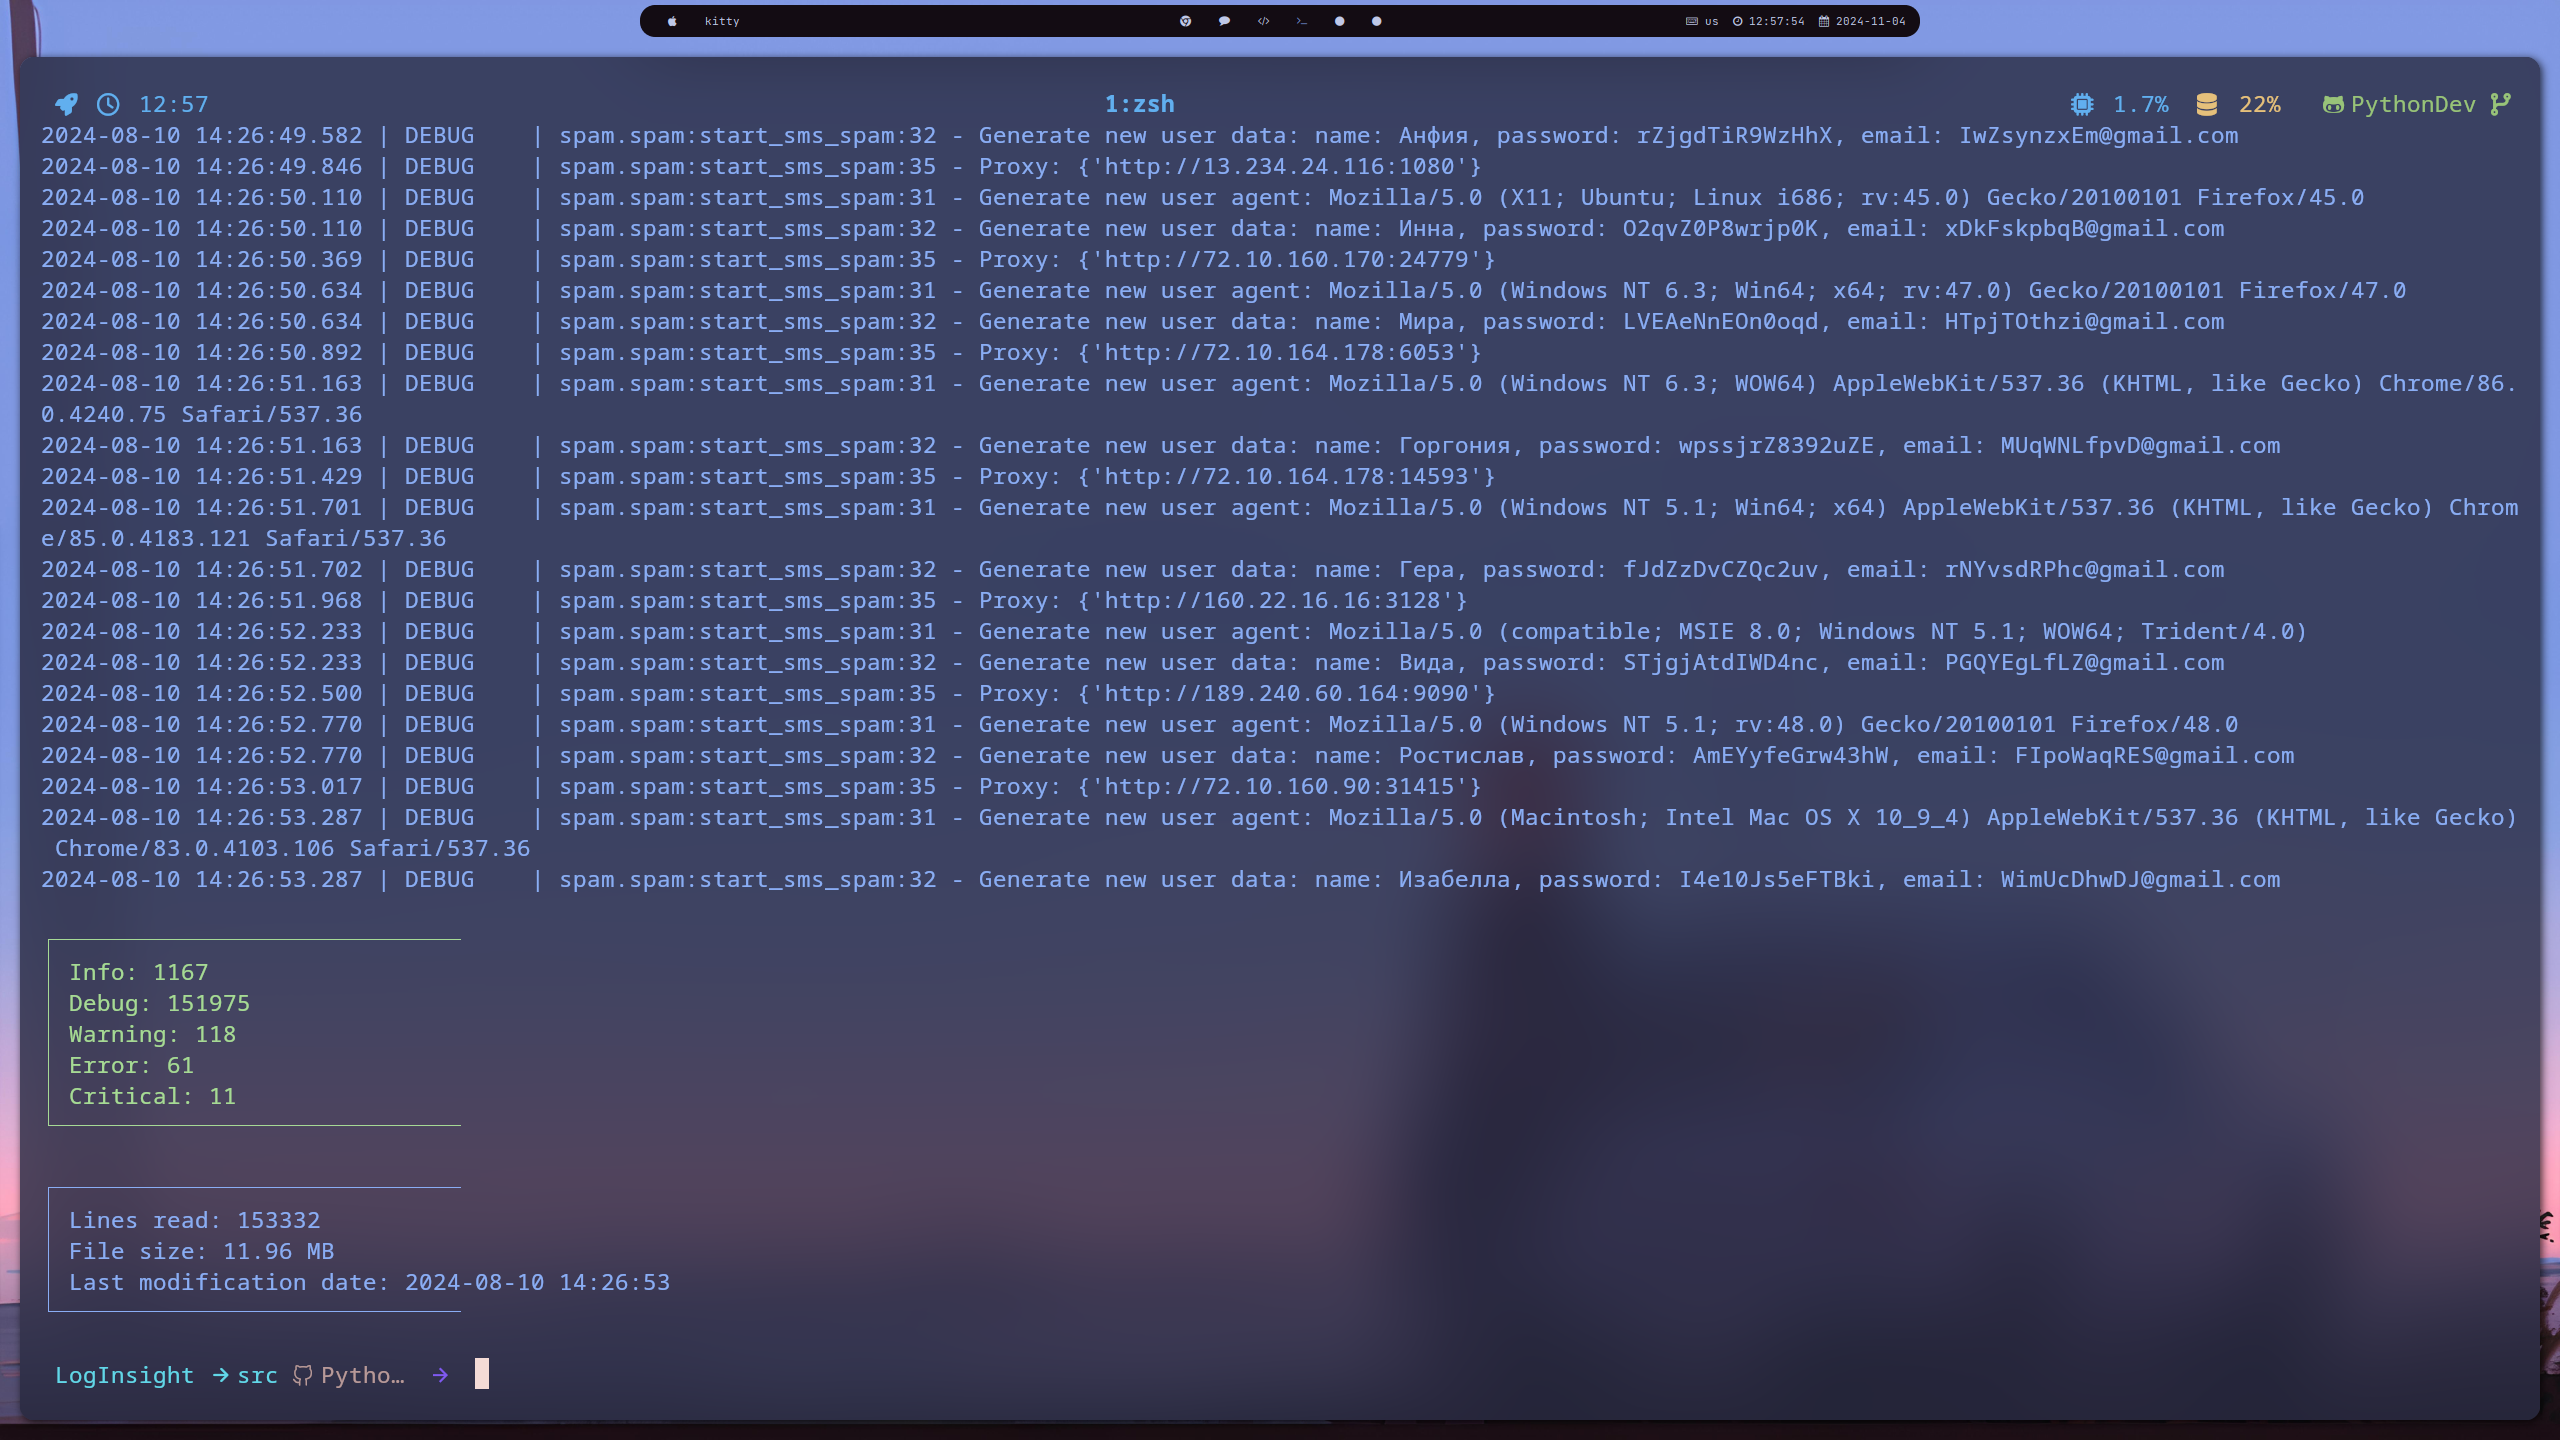 kitty
us 12:57:54 2024-11-04
12:57 1:zsh 1.7% 22% PythonDev
2024-08-10 14:26:49.582 | DEBUG    | spam.spam:start_sms_spam:32 - Generate new user data: name: Анфия, password: rZjgdTiR9WzHhX, email: IwZsynzxEm@gmail.com
2024-08-10 14:26:49.846 | DEBUG    | spam.spam:start_sms_spam:35 - Proxy: {'http://13.234.24.116:1080'}
2024-08-10 14:26:50.110 | DEBUG    | spam.spam:start_sms_spam:31 - Generate new user agent: Mozilla/5.0 (X11; Ubuntu; Linux i686; rv:45.0) Gecko/20100101 Firefox/45.0
2024-08-10 14:26:50.110 | DEBUG    | spam.spam:start_sms_spam:32 - Generate new user data: name: Инна, password: O2qvZ0P8wrjp0K, email: xDkFskpbqB@gmail.com
2024-08-10 14:26:50.369 | DEBUG    | spam.spam:start_sms_spam:35 - Proxy: {'http://72.10.160.170:24779'}
2024-08-10 14:26:50.634 | DEBUG    | spam.spam:start_sms_spam:31 - Generate new user agent: Mozilla/5.0 (Windows NT 6.3; Win64; x64; rv:47.0) Gecko/20100101 Firefox/47.0
2024-08-10 14:26:50.634 | DEBUG    | spam.spam:start_sms_spam:32 - Generate new user data: name: Мира, password: LVEAeNnEOn0oqd, email: HTpjTOthzi@gmail.com
2024-08-10 14:26:50.892 | DEBUG    | spam.spam:start_sms_spam:35 - Proxy: {'http://72.10.164.178:6053'}
2024-08-10 14:26:51.163 | DEBUG    | spam.spam:start_sms_spam:31 - Generate new user agent: Mozilla/5.0 (Windows NT 6.3; WOW64) AppleWebKit/537.36 (KHTML, like Gecko) Chrome/86.
0.4240.75 Safari/537.36
2024-08-10 14:26:51.163 | DEBUG    | spam.spam:start_sms_spam:32 - Generate new user data: name: Горгония, password: wpssjrZ8392uZE, email: MUqWNLfpvD@gmail.com
2024-08-10 14:26:51.429 | DEBUG    | spam.spam:start_sms_spam:35 - Proxy: {'http://72.10.164.178:14593'}
2024-08-10 14:26:51.701 | DEBUG    | spam.spam:start_sms_spam:31 - Generate new user agent: Mozilla/5.0 (Windows NT 5.1; Win64; x64) AppleWebKit/537.36 (KHTML, like Gecko) Chrom
e/85.0.4183.121 Safari/537.36
2024-08-10 14:26:51.702 | DEBUG    | spam.spam:start_sms_spam:32 - Generate new user data: name: Гера, password: fJdZzDvCZQc2uv, email: rNYvsdRPhc@gmail.com
2024-08-10 14:26:51.968 | DEBUG    | spam.spam:start_sms_spam:35 - Proxy: {'http://160.22.16.16:3128'}
2024-08-10 14:26:52.233 | DEBUG    | spam.spam:start_sms_spam:31 - Generate new user agent: Mozilla/5.0 (compatible; MSIE 8.0; Windows NT 5.1; WOW64; Trident/4.0)
2024-08-10 14:26:52.233 | DEBUG    | spam.spam:start_sms_spam:32 - Generate new user data: name: Вида, password: STjgjAtdIWD4nc, email: PGQYEgLfLZ@gmail.com
2024-08-10 14:26:52.500 | DEBUG    | spam.spam:start_sms_spam:35 - Proxy: {'http://189.240.60.164:9090'}
2024-08-10 14:26:52.770 | DEBUG    | spam.spam:start_sms_spam:31 - Generate new user agent: Mozilla/5.0 (Windows NT 5.1; rv:48.0) Gecko/20100101 Firefox/48.0
2024-08-10 14:26:52.770 | DEBUG    | spam.spam:start_sms_spam:32 - Generate new user data: name: Ростислав, password: AmEYyfeGrw43hW, email: FIpoWaqRES@gmail.com
2024-08-10 14:26:53.017 | DEBUG    | spam.spam:start_sms_spam:35 - Proxy: {'http://72.10.160.90:31415'}
2024-08-10 14:26:53.287 | DEBUG    | spam.spam:start_sms_spam:31 - Generate new user agent: Mozilla/5.0 (Macintosh; Intel Mac OS X 10_9_4) AppleWebKit/537.36 (KHTML, like Gecko)
Chrome/83.0.4103.106 Safari/537.36
2024-08-10 14:26:53.287 | DEBUG    | spam.spam:start_sms_spam:32 - Generate new user data: name: Изабелла, password: I4e10Js5eFTBki, email: WimUcDhwDJ@gmail.com
Info: 1167
Debug: 151975
Warning: 118
Error: 61
Critical: 11
Lines read: 153332
File size: 11.96 MB
Last modification date: 2024-08-10 14:26:53
LogInsight → src Pytho… →